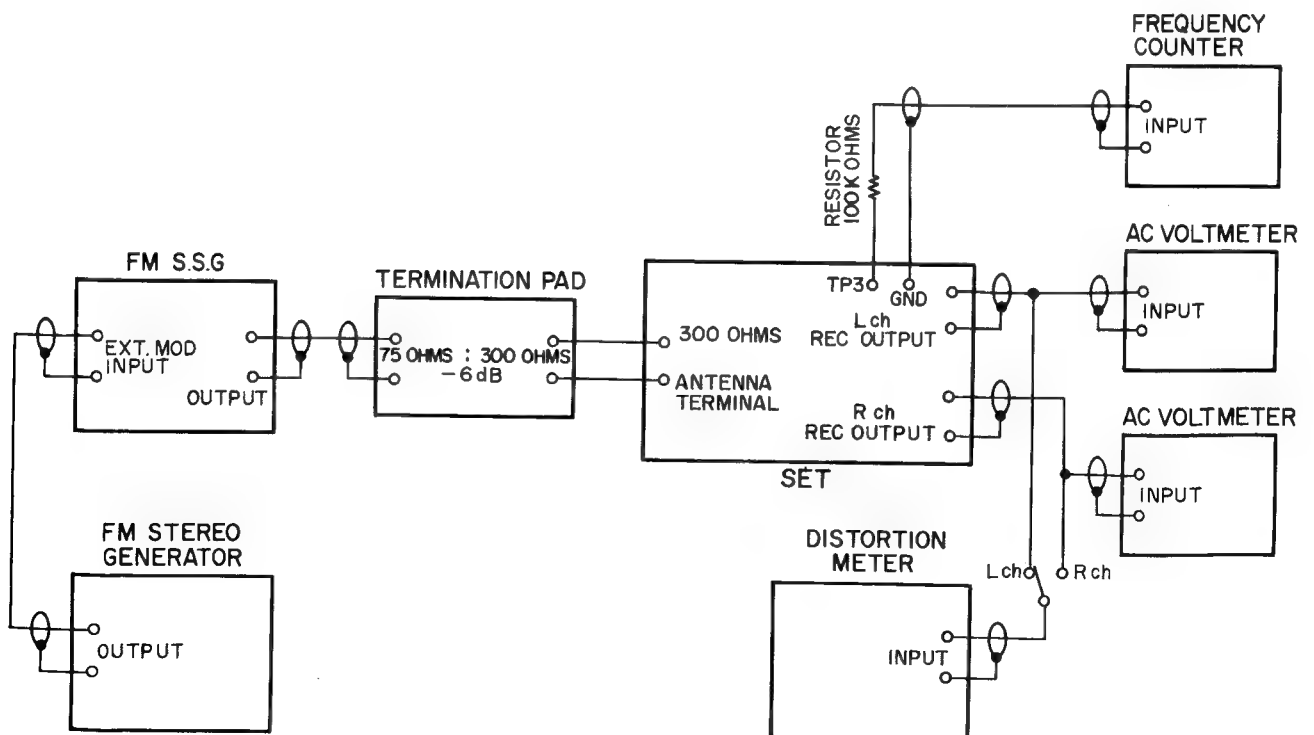 FREQUENCY
COUNTER
INPUT
RESISTOR
100K OHMS
AC VOLTMETER
INPUT
FM S.S.G
EXT. MOD
INPUT
OUTPUT
TERMINATION PAD
75 OHMS : 300 OHMS
-6dB
TP3
GND
300 OHMS
L ch
REC OUTPUT
ANTENNA
TERMINAL
R ch
REC OUTPUT
SET
AC VOLTMETER
INPUT
FM STEREO
GENERATOR
OUTPUT
DISTORTION
METER
L ch
R ch
INPUT